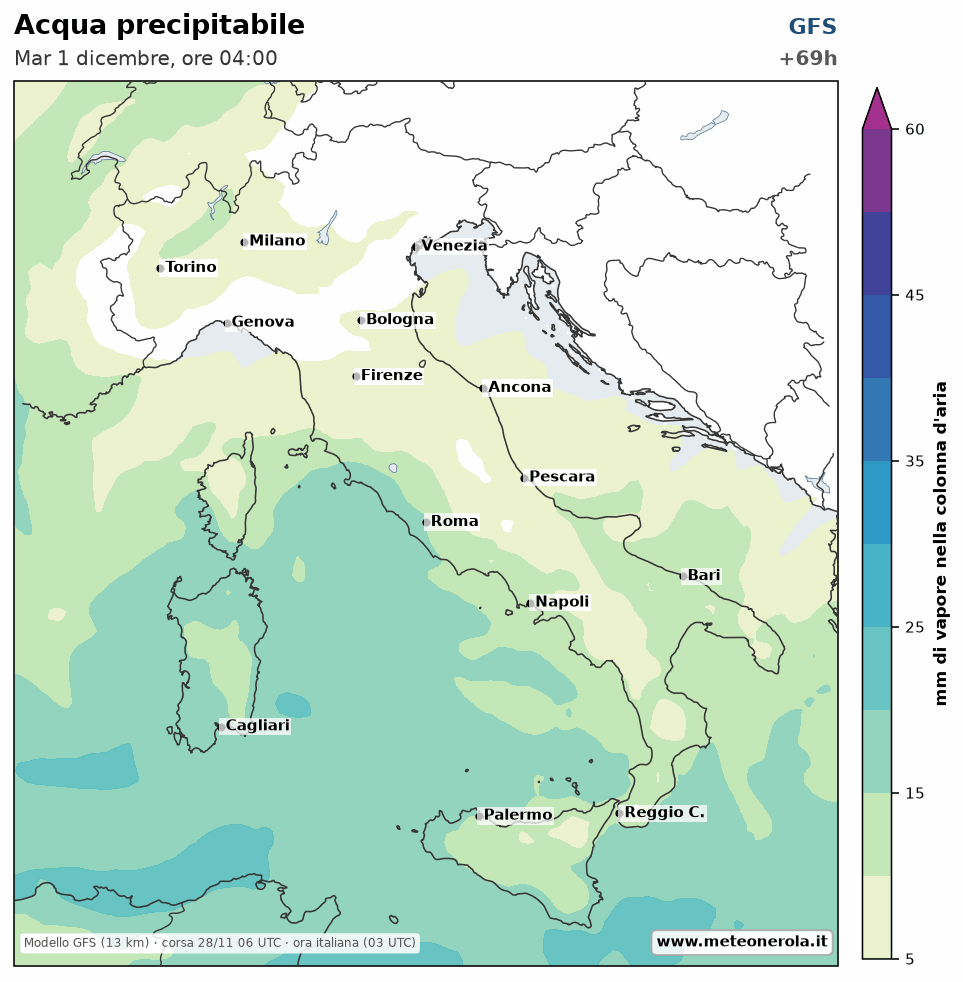 Acqua precipitabile
GFS
Mar 1 dicembre, ore 04:00
+69h
60
45
35
25
15
5
mm di vapore nella colonna d'aria
Milano
Venezia
Torino
Genova
Bologna
Firenze
Ancona
Pescara
Roma
Bari
Napoli
Cagliari
Palermo
Reggio C.
Modello GFS (13 km) · corsa 28/11 06 UTC · ora italiana (03 UTC)
www.meteonerola.it